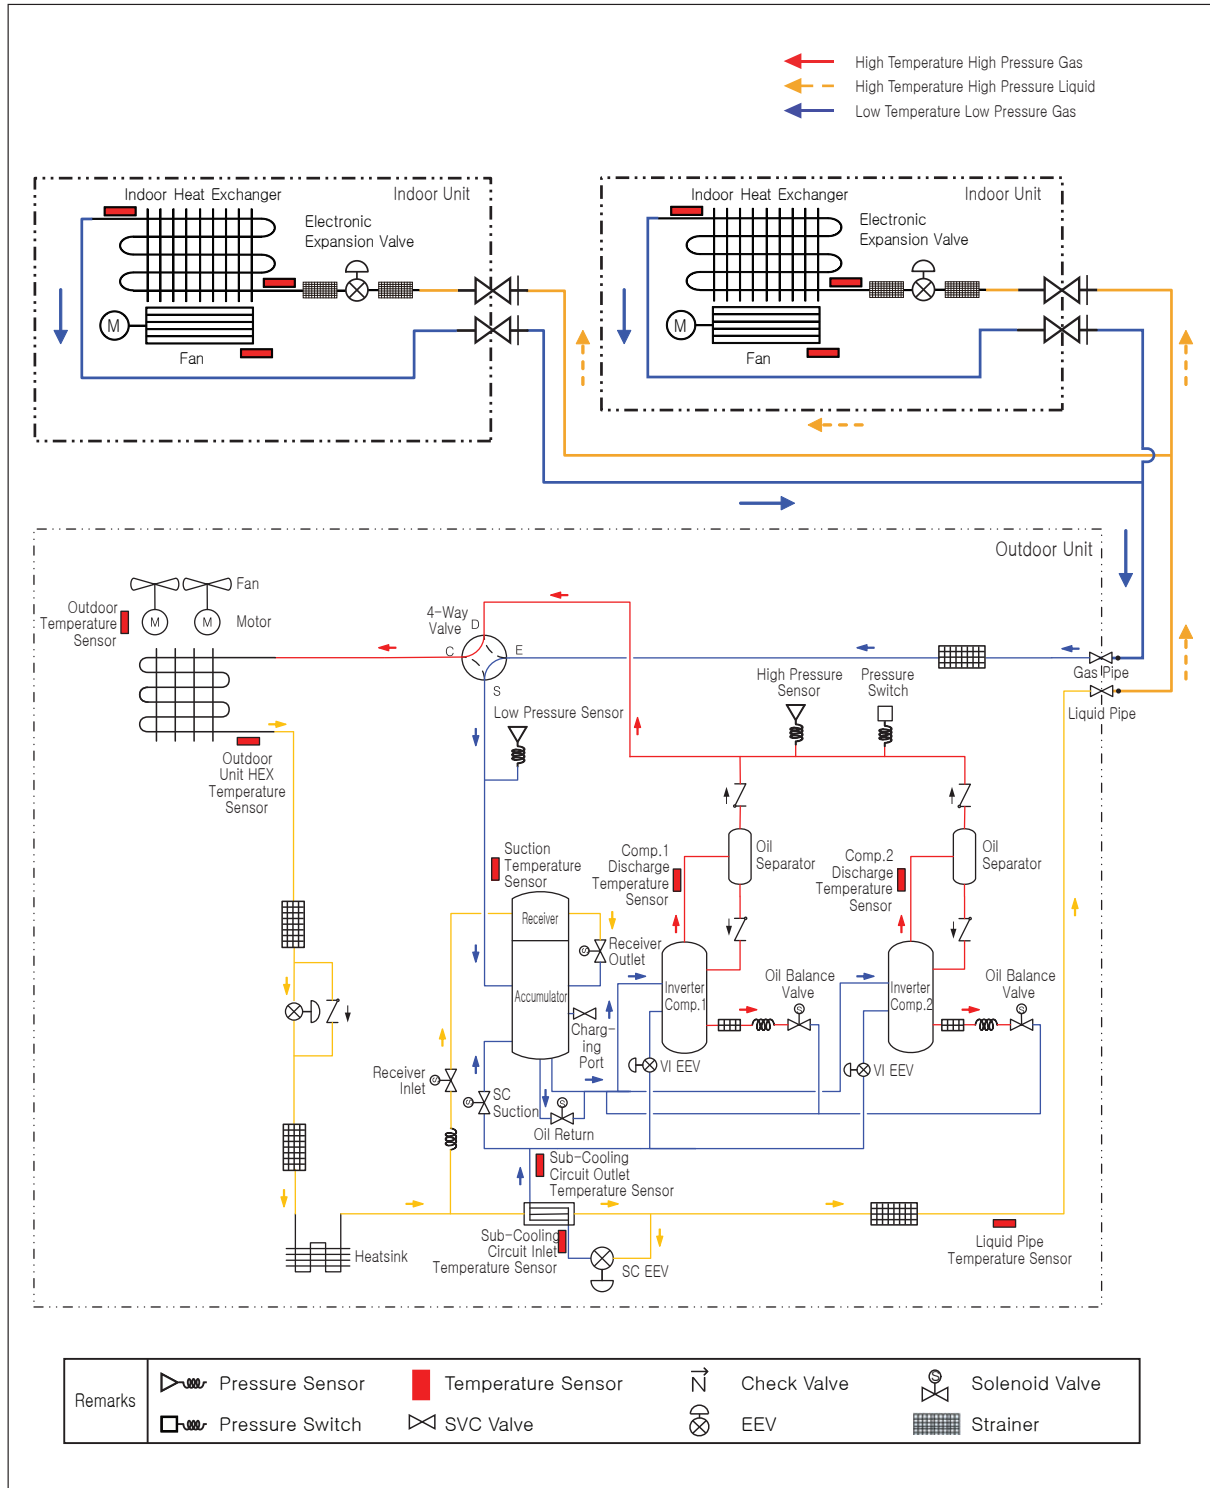 High Temperature High Pressure Gas
High Temperature High Pressure Liquid
Low Temperature Low Pressure Gas
Indoor Heat Exchanger
Indoor Unit
Electronic
Expansion Valve
M
Fan
Indoor Heat Exchanger
Indoor Unit
Electronic
Expansion Valve
M
Fan
Outdoor Unit
Fan
Outdoor
Temperature
Sensor
M
M
Motor
4-Way
Valve
D
C
E
S
Gas Pipe
Liquid Pipe
High Pressure
Sensor
Pressure
Switch
Low Pressure Sensor
Outdoor
Unit HEX
Temperature
Sensor
Suction
Temperature
Sensor
Comp.1
Discharge
Temperature
Sensor
Oil
Separator
Comp.2
Discharge
Temperature
Sensor
Oil
Separator
Receiver
S
Receiver
Outlet
Accumulator
Charg-
ing
Port
Inverter
Comp.1
Oil Balance
Valve
S
Inverter
Comp.2
Oil Balance
Valve
S
VI EEV
VI EEV
Receiver
Inlet
S
S
SC
Suction
S
Oil Return
Sub-Cooling
Circuit Outlet
Temperature Sensor
Sub-Cooling
Circuit Inlet
Temperature Sensor
SC EEV
Heatsink
Liquid Pipe
Temperature Sensor
Remarks
Pressure Sensor
Temperature Sensor
N
Check Valve
S
Solenoid Valve
Pressure Switch
SVC Valve
EEV
Strainer